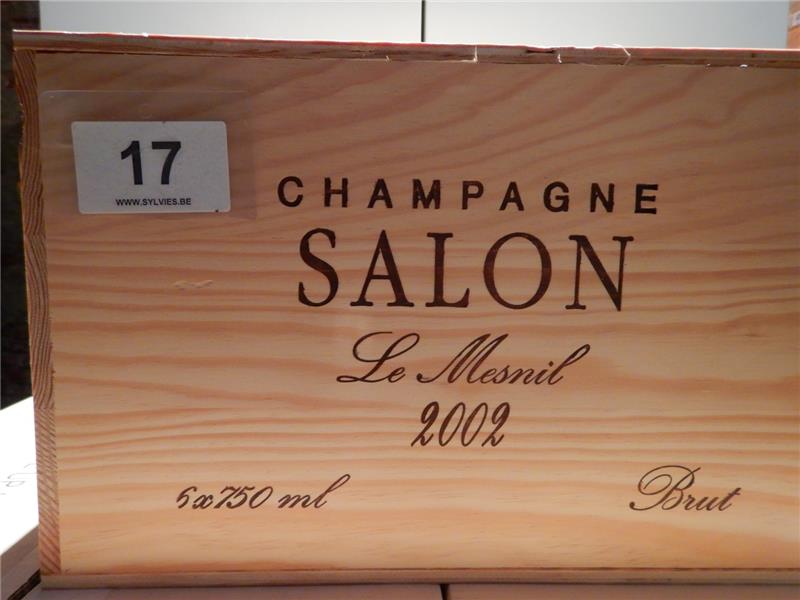 17
WWW.SYLVIES.BE
CHAMPAGNE
SALON
Le Mesnil
2002
6x750 ml
Brut